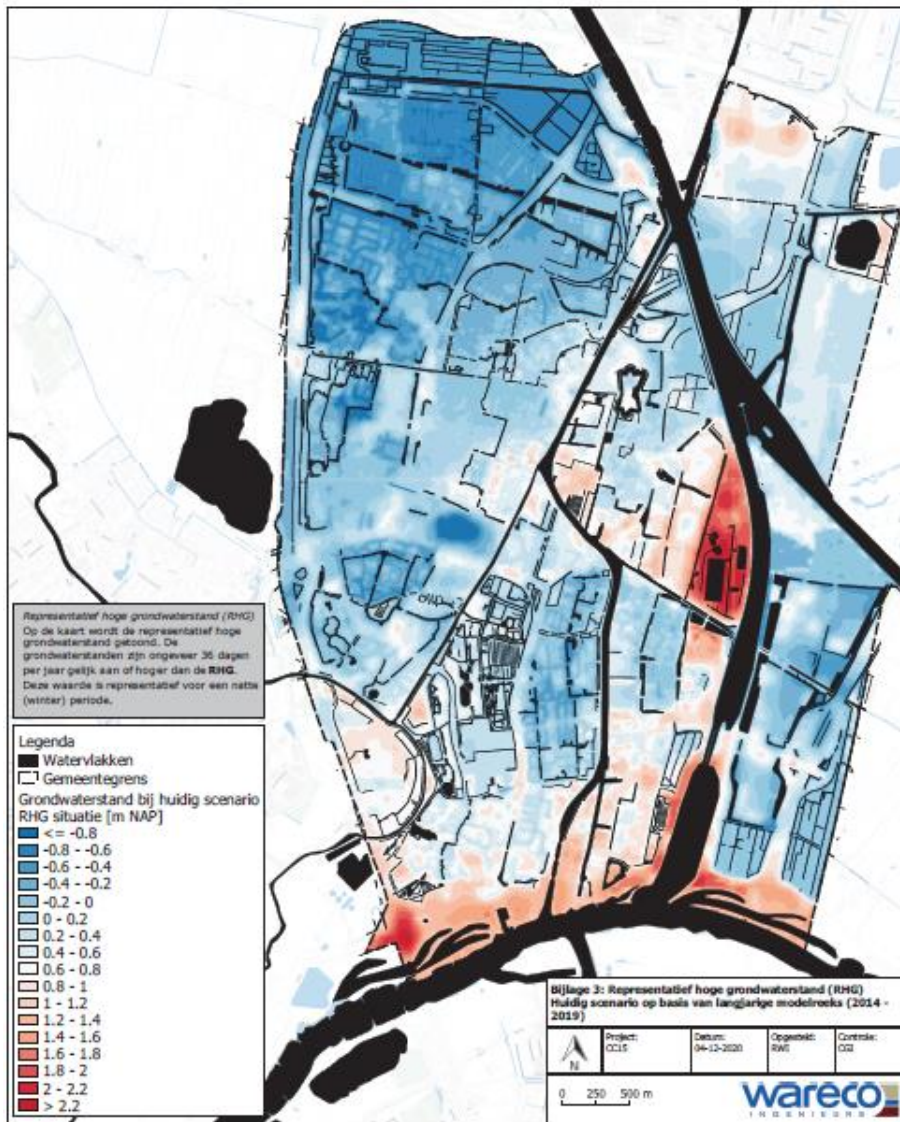 Representatief hoge grondwaterstand (RHG)
Op de kaart wordt de representatief hoge
grondwaterstand getoond. De
grondwaterstanden zijn ongeveer 36 dagen
per jaar gelijk aan of hoger dan de RHG.
Deze waarde is representatief voor een natte
(winter) periode.
Legenda
Watervlakken
Gemeentegrens
Grondwaterstand bij huidig scenario
RHG situatie [m NAP]
<= -0.8
-0.8 - -0.6
-0.6 - -0.4
-0.4 - -0.2
-0.2 - 0
0 - 0.2
0.2 - 0.4
0.4 - 0.6
0.6 - 0.8
0.8 - 1
1 - 1.2
1.2 - 1.4
1.4 - 1.6
1.6 - 1.8
1.8 - 2
2 - 2.2
> 2.2
Bijlage 3: Representatief hoge grondwaterstand (RHG)
Huidig scenario op basis van langjarige modelreeks (2014 -
2019)
Project: Datum: Opgesteld: Controle:
CC15 04-12-2020
N
0 250 500 m
wareco
INGENIEURS